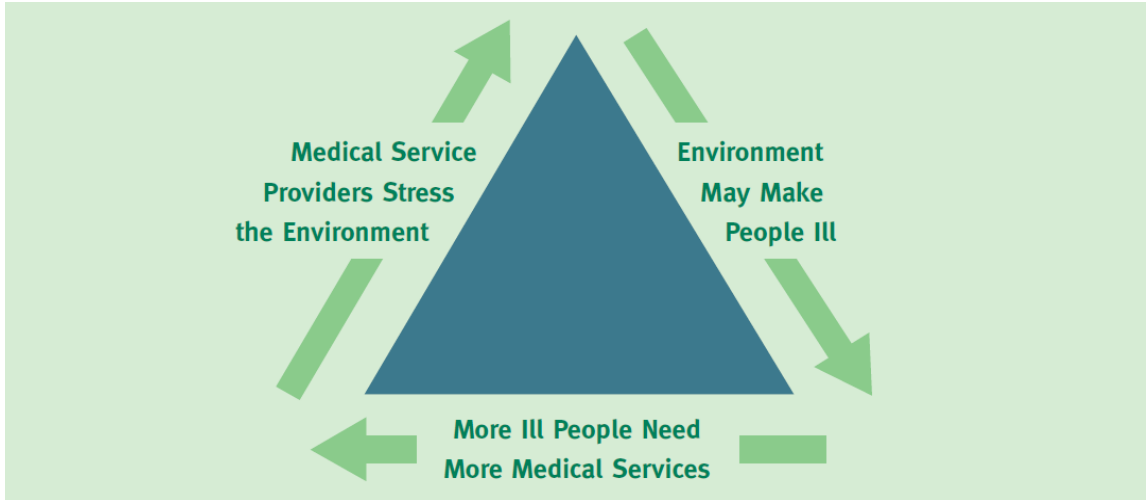 Medical Service
Providers Stress
the Environment
Environment
May Make
People Ill
More Ill People Need
More Medical Services